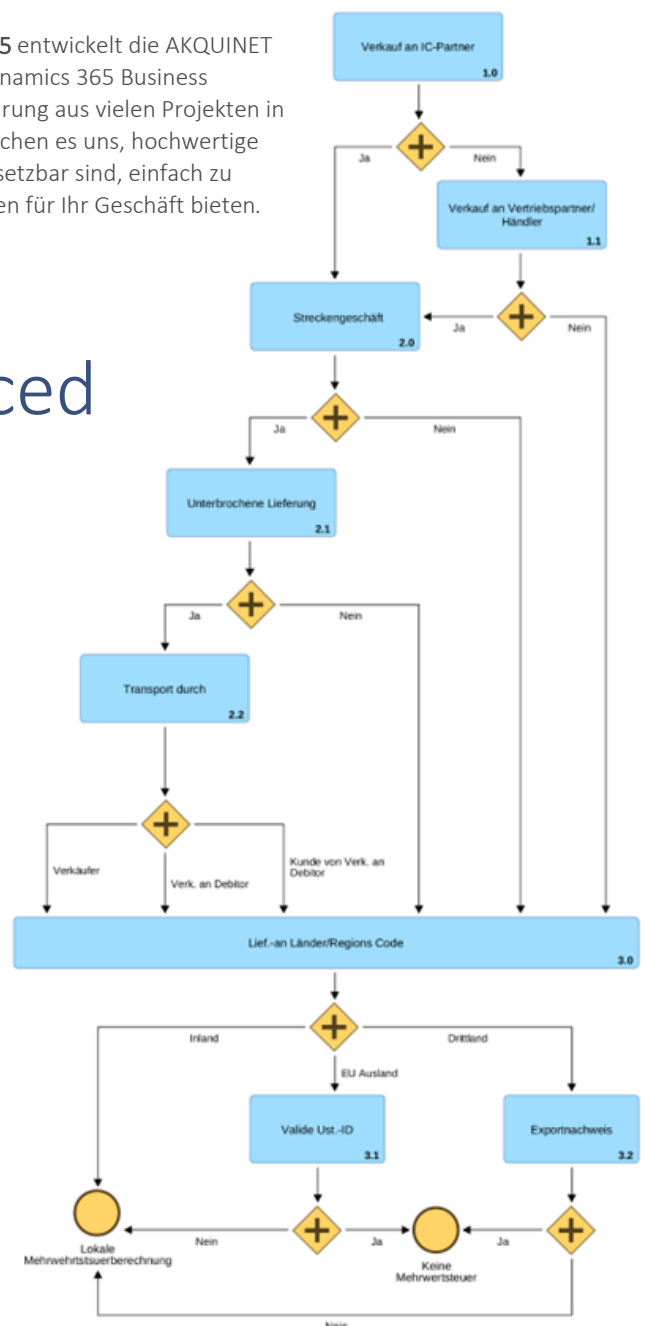 5 entwickelt die AKQUINET
namics 365 Business
rung aus vielen Projekten in
chen es uns, hochwertige
setzbar sind, einfach zu
en für Ihr Geschäft bieten.
ced
Verkauf an IC-Partner
1.0
Ja
Nein
Verkauf an Vertriebspartner/
Händler
1.1
Streckengeschäft
2.0
Ja
Nein
Ja
Nein
Unterbrochene Lieferung
2.1
Ja
Nein
Transport durch
2.2
Verkäufer
Verk. an Debitor
Kunde von Verk. an
Debitor
Lief.-an Länder/Regions Code
3.0
Inland
Drittland
EU Ausland
Valide Ust.-ID
3.1
Exportnachweis
3.2
Nein
Ja
Ja
Lokale
Mehrwehrtstsuerberechnung
Keine
Mehrwertsteuer
Nein